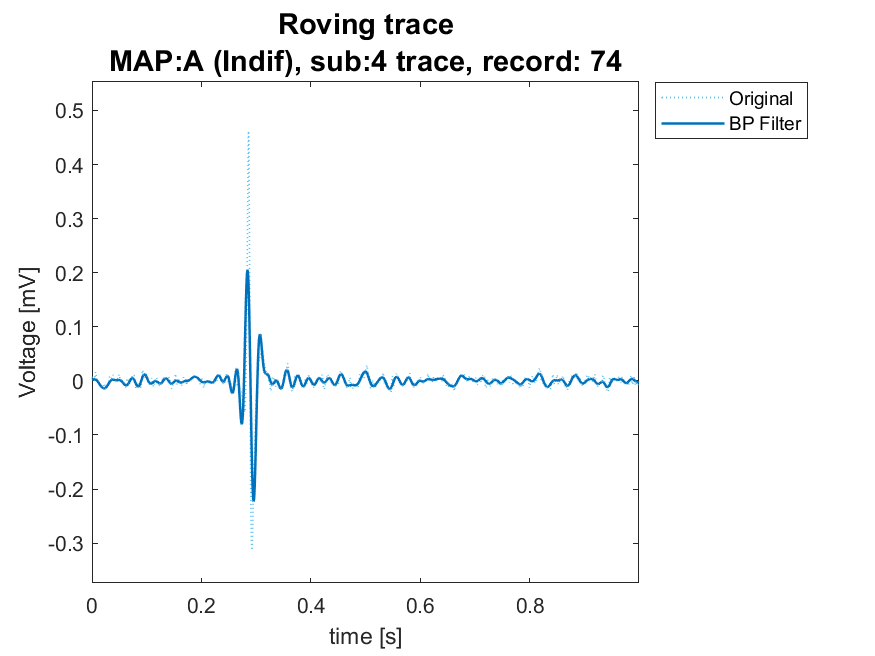 Roving trace
MAP:A (Indif), sub:4 trace, record: 74
Original
BP Filter
0.5
0.4
0.3
0.2
0.1
0
-0.1
-0.2
-0.3
Voltage [mV]
0
0.2
0.4
0.6
0.8
time [s]